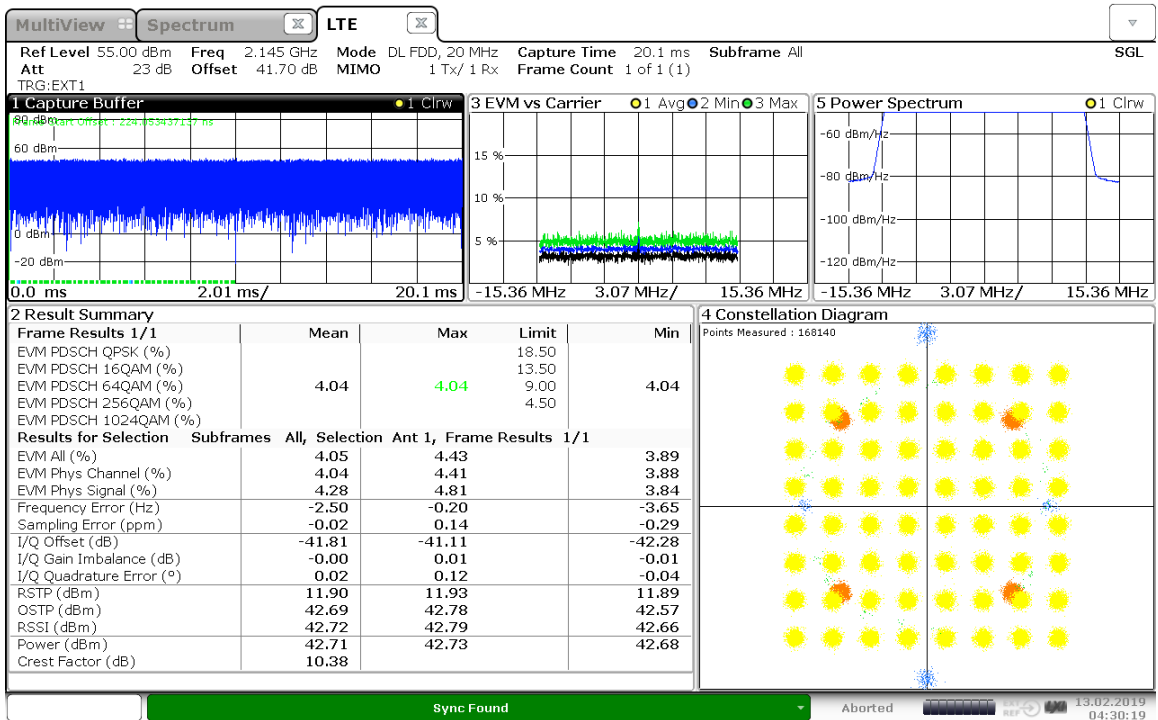 MultiView Spectrum LTE
Ref Level 55.00 dBm Freq 2.145 GHz Mode DL FDD, 20 MHz Capture Time 20.1 ms Subframe All SGL
Att 23 dB Offset 41.70 dB MIMO 1 Tx/ 1 Rx Frame Count 1 of 1 (1)
TRG:EXT1
1 Capture Buffer 1 Clrw
80 dBm
Frame Start Offset : 224.053437137 ns
60 dBm
0 dBm
-20 dBm
0.0 ms 2.01 ms/ 20.1 ms
3 EVM vs Carrier 1 Avg 2 Min 3 Max
15 %
10 %
5 %
-15.36 MHz 3.07 MHz/ 15.36 MHz
5 Power Spectrum 1 Clrw
-60 dBm/Hz
-80 dBm/Hz
-100 dBm/Hz
-120 dBm/Hz
-15.36 MHz 3.07 MHz/ 15.36 MHz
2 Result Summary
Frame Results 1/1 Mean Max Limit Min
EVM PDSCH QPSK (%) 18.50
EVM PDSCH 16QAM (%) 13.50
EVM PDSCH 64QAM (%) 4.04 4.04 9.00 4.04
EVM PDSCH 256QAM (%) 4.50
EVM PDSCH 1024QAM (%)
Results for Selection Subframes All, Selection Ant 1, Frame Results 1/1
EVM All (%) 4.05 4.43 3.89
EVM Phys Channel (%) 4.04 4.41 3.88
EVM Phys Signal (%) 4.28 4.81 3.84
Frequency Error (Hz) -2.50 -0.20 -3.65
Sampling Error (ppm) -0.02 0.14 -0.29
I/Q Offset (dB) -41.81 -41.11 -42.28
I/Q Gain Imbalance (dB) -0.00 0.01 -0.01
I/Q Quadrature Error (°) 0.02 0.12 -0.04
RSTP (dBm) 11.90 11.93 11.89
OSTP (dBm) 42.69 42.78 42.57
RSSI (dBm) 42.72 42.79 42.66
Power (dBm) 42.71 42.73 42.68
Crest Factor (dB) 10.38
4 Constellation Diagram
Points Measured : 168140
Sync Found Aborted EXT REF 13.02.2019
04:30:19